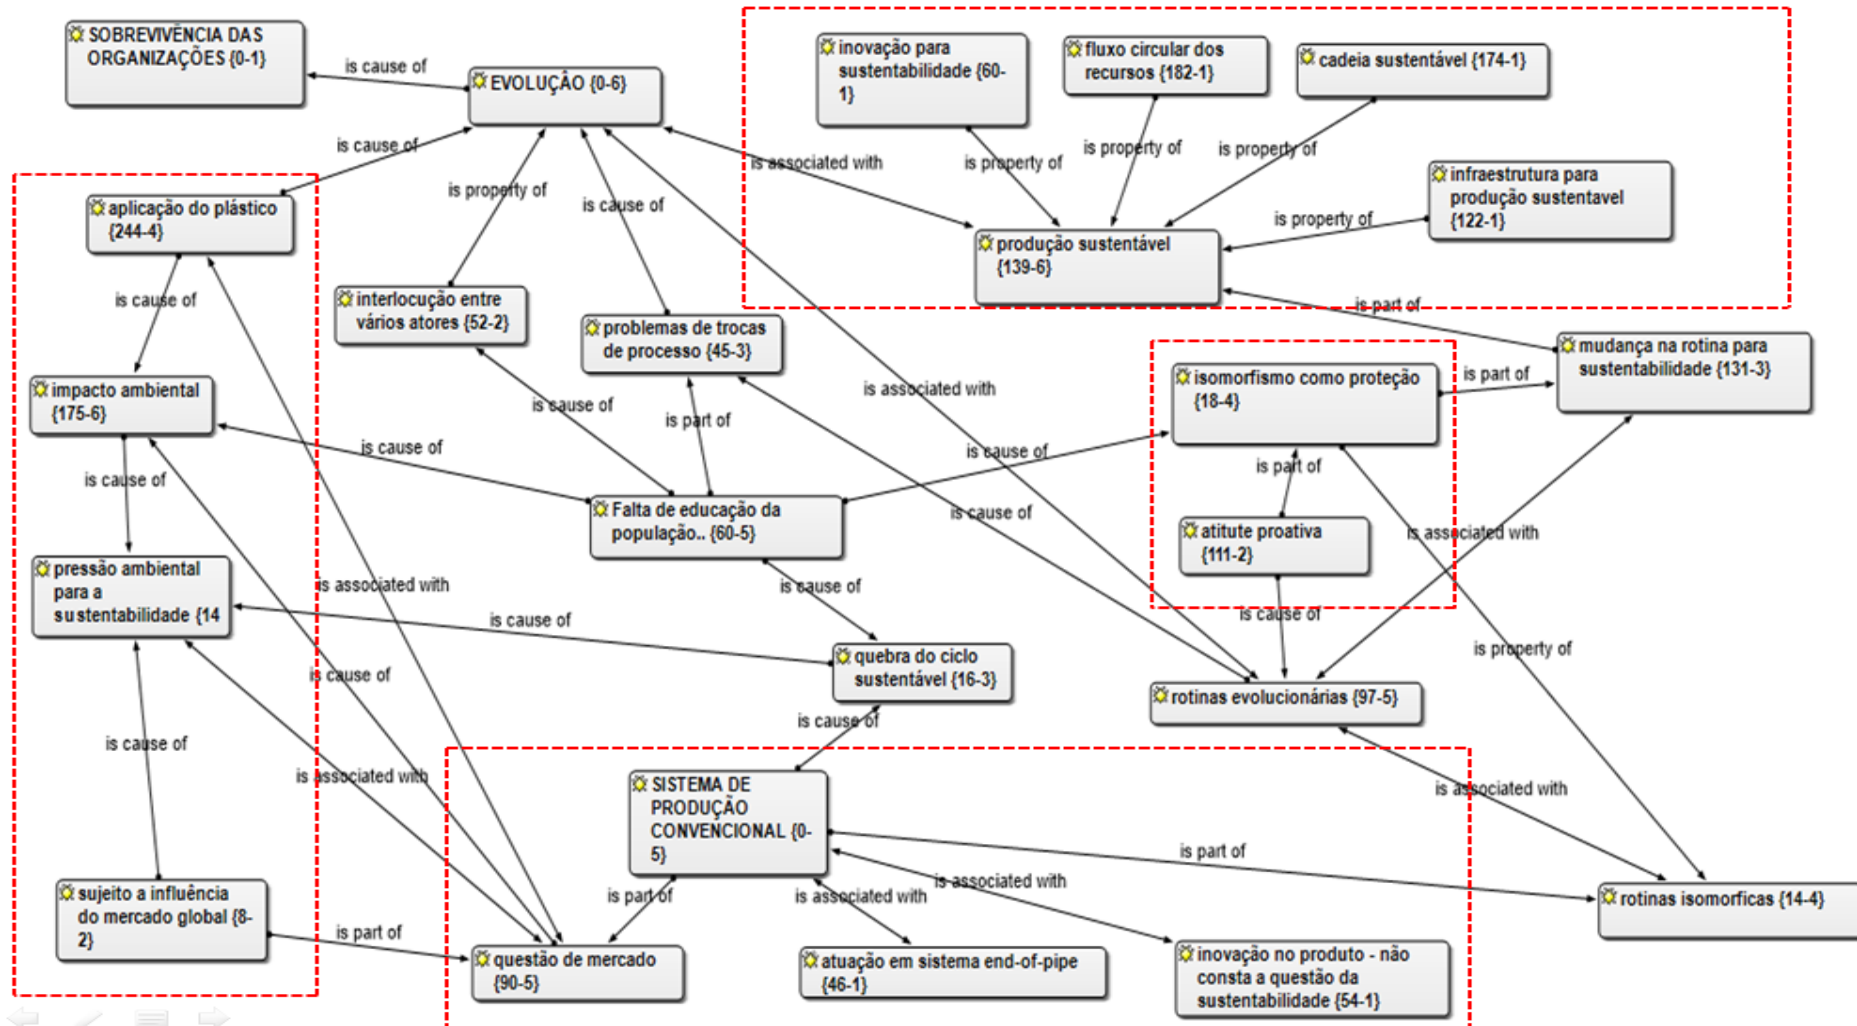 SOBREVIVÊNCIA DAS
ORGANIZAÇÕES {0-1}
is cause of
EVOLUÇÂO {0-6}
inovação para
sustentabilidade {60-
1}
fluxo circular dos
recursos {182-1}
cadeia sustentável {174-1}
is cause of
is associated with
is property of
is property of
is property of
infraestrutura para
produção sustentavel
{122-1}
is property of
is cause of
is property of
aplicação do plástico
{244-4}
produção sustentável
{139-6}
is cause of
interlocução entre
vários atores {52-2}
problemas de trocas
de processo {45-3}
is part of
mudança na rotina para
sustentabilidade {131-3}
isomorfismo como proteção
{18-4}
is part of
impacto ambiental
{175-6}
is cause of
is part of
is associated with
is cause of
is cause of
is cause of
is part of
Falta de educação da
população.. {60-5}
is cause of
atitute proativa
{111-2}
is associated with
pressão ambiental
para a
sustentabilidade {14
is associated with
is cause of
is cause of
is cause of
quebra do ciclo
sustentável {16-3}
is property of
is cause of
rotinas evolucionárias {97-5}
is cause of
is cause of
is associated with
SISTEMA DE
PRODUÇÃO
CONVENCIONAL {0-
5}
is associated with
is part of
sujeito a influência
do mercado global {8-
2}
is part of
is associated with
is associated with
rotinas isomorficas {14-4}
is part of
questão de mercado
{90-5}
atuação em sistema end-of-pipe
{46-1}
inovação no produto - não
consta a questão da
sustentabilidade {54-1}